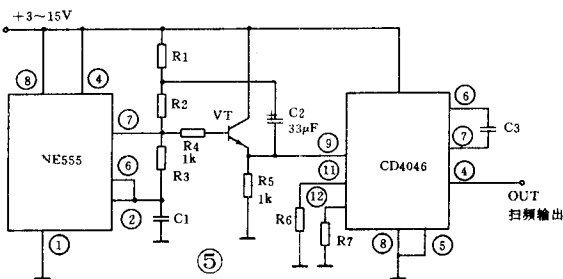 +3~15V
R1
⑧
④
R2
VT
C2
33μF
⑥
⑦
⑦
C3
R4
1k
⑨
NE555
⑥
R3
⑪
CD4046
④
R5
1k
⑫
OUT
②
C1
R6
扫频输出
①
R7
⑧
⑤
⑤